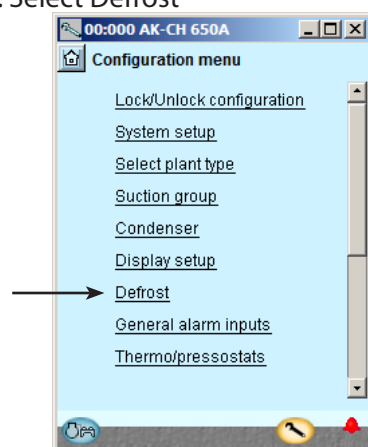 . Select Defrost
00:000 AK-CH 650A
Configuration menu
Lock/Unlock configuration
System setup
Select plant type
Suction group
Condenser
Display setup
Defrost
General alarm inputs
Thermo/pressostats